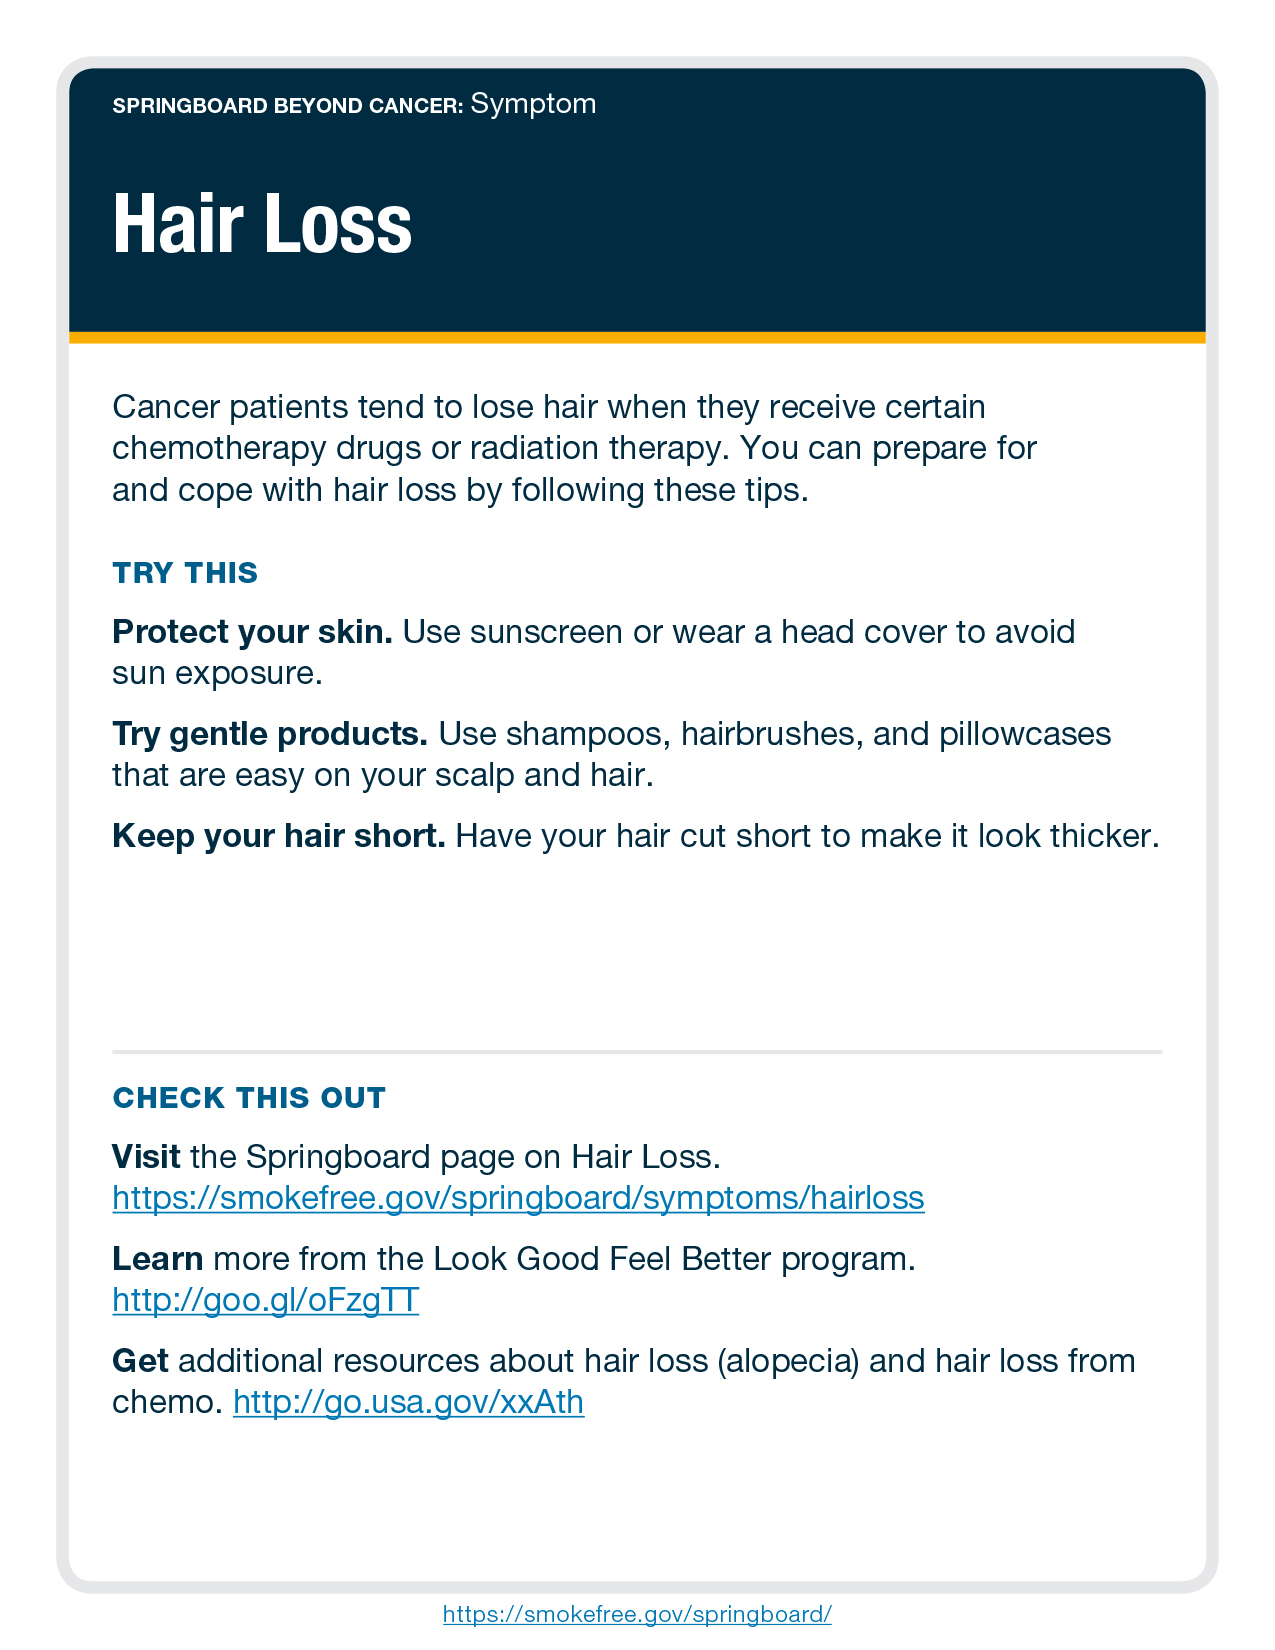 SPRINGBOARD BEYOND CANCER: Symptom
Hair Loss
Cancer patients tend to lose hair when they receive certain
chemotherapy drugs or radiation therapy. You can prepare for
and cope with hair loss by following these tips.
TRY THIS
Protect your skin. Use sunscreen or wear a head cover to avoid
sun exposure.
Try gentle products. Use shampoos, hairbrushes, and pillowcases
that are easy on your scalp and hair.
Keep your hair short. Have your hair cut short to make it look thicker.
CHECK THIS OUT
Visit the Springboard page on Hair Loss.
https://smokefree.gov/springboard/symptoms/hairloss
Learn more from the Look Good Feel Better program.
http://goo.gl/oFzgTT
Get additional resources about hair loss (alopecia) and hair loss from
chemo. http://go.usa.gov/xxAth
https://smokefree.gov/springboard/